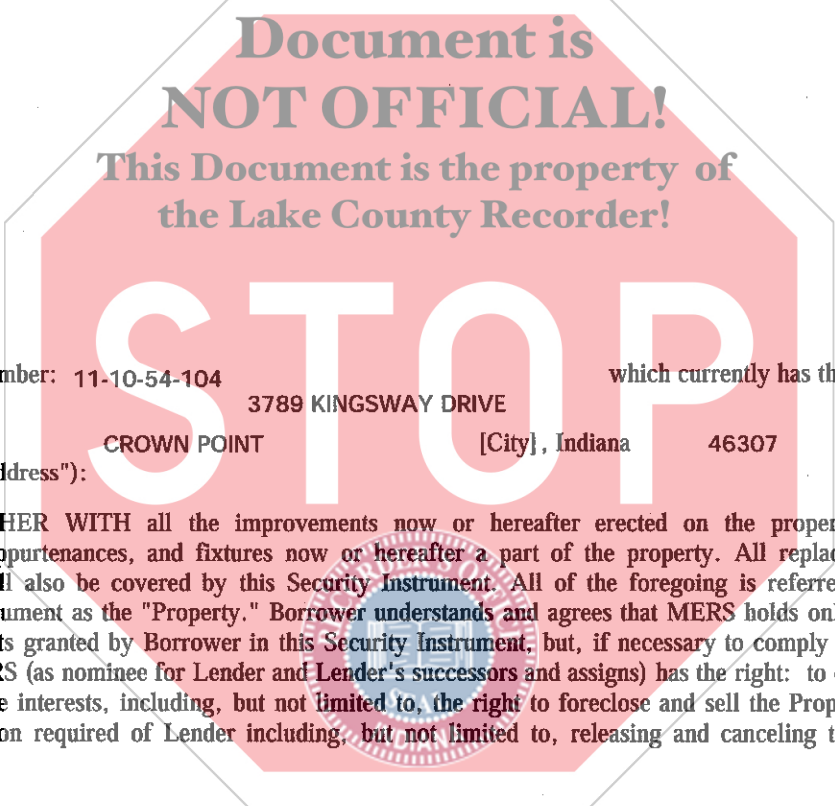 Document is
NOT OFFICIAL!
This Document is the property of
the Lake County Recorder!
STOP
mber: 11-10-54-104 which currently has th
3789 KINGSWAY DRIVE
CROWN POINT [City], Indiana 46307
ddress"):
HER WITH all the improvements now or hereafter erected on the proper
ppurtenances, and fixtures now or hereafter a part of the property. All replac
ll also be covered by this Security Instrument. All of the foregoing is referre
ument as the "Property." Borrower understands and agrees that MERS holds onl
ts granted by Borrower in this Security Instrument, but, if necessary to comply
RS (as nominee for Lender and Lender's successors and assigns) has the right: to
e interests, including, but not limited to, the right to foreclose and sell the Prop
on required of Lender including, but not limited to, releasing and canceling t
SEAL
INDIANA